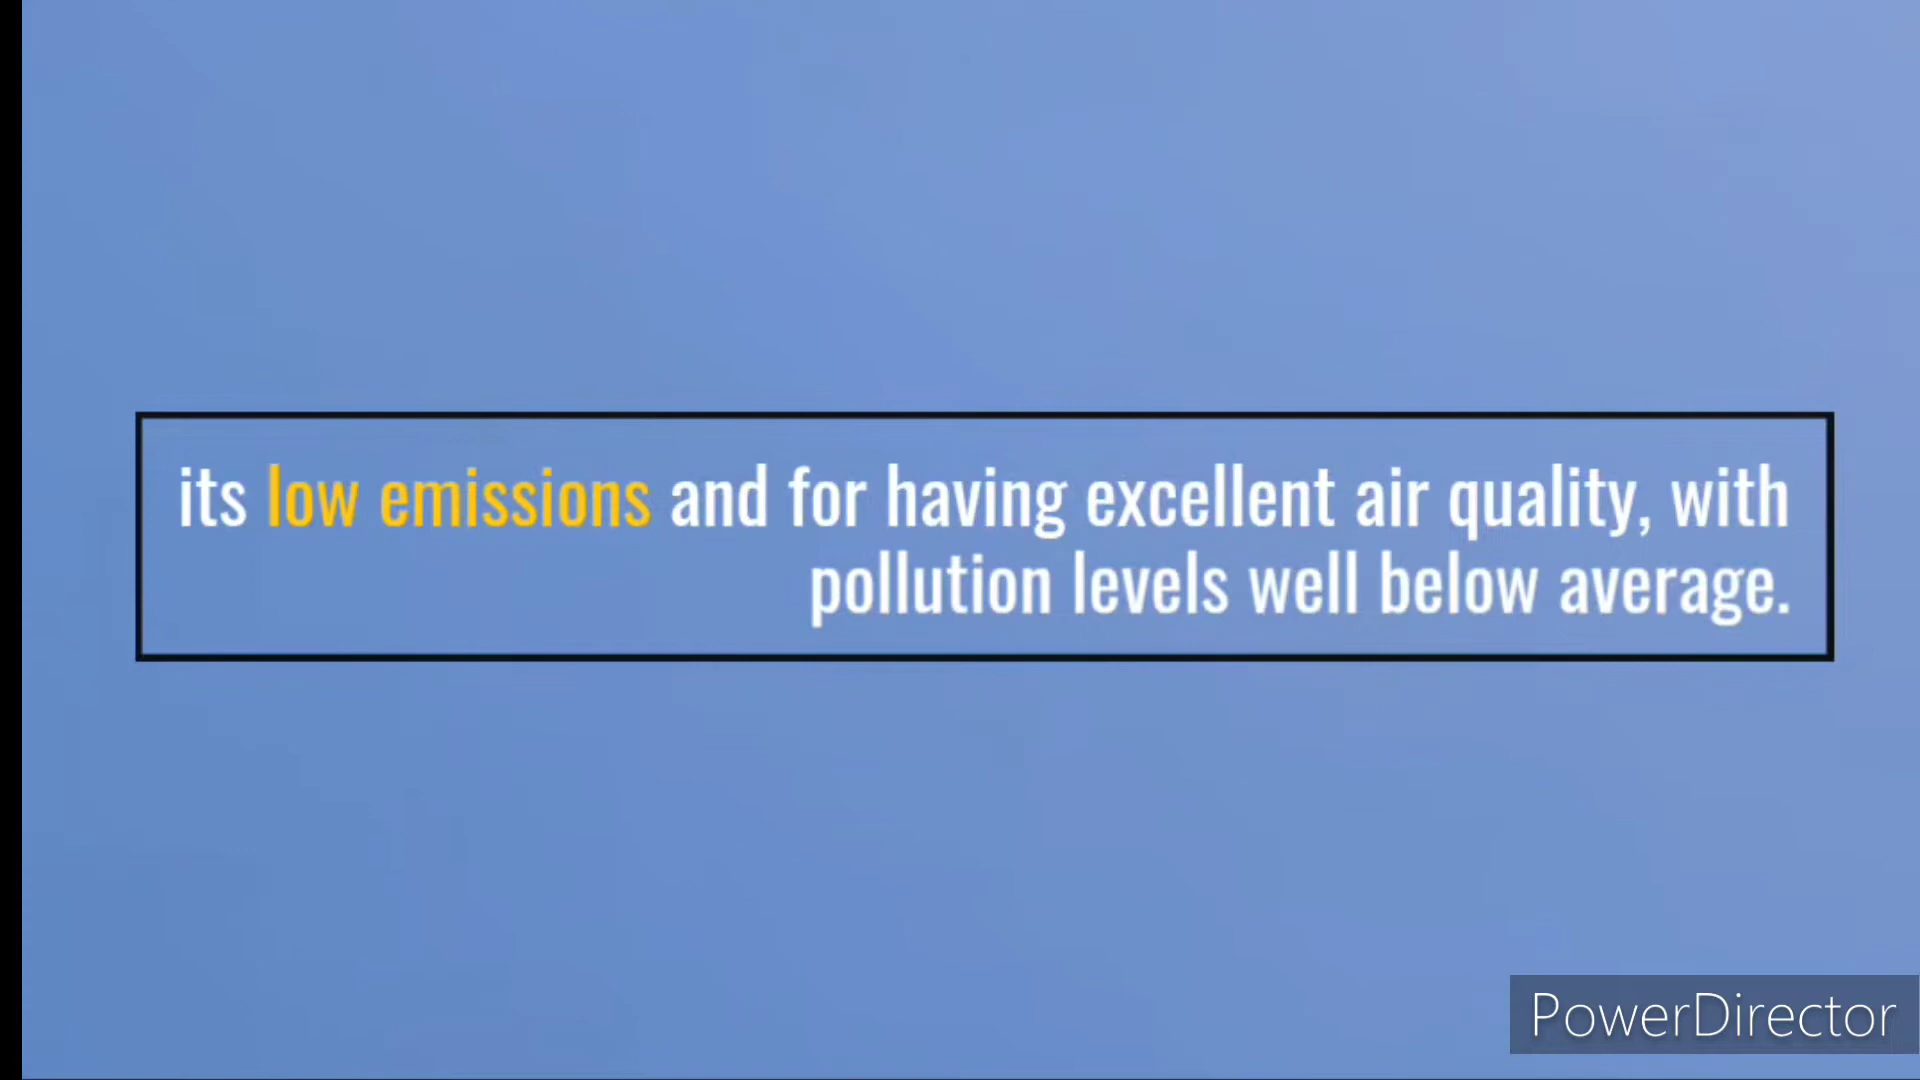 its low emissions and for having excellent air quality, with
pollution levels well below average.
PowerDirector